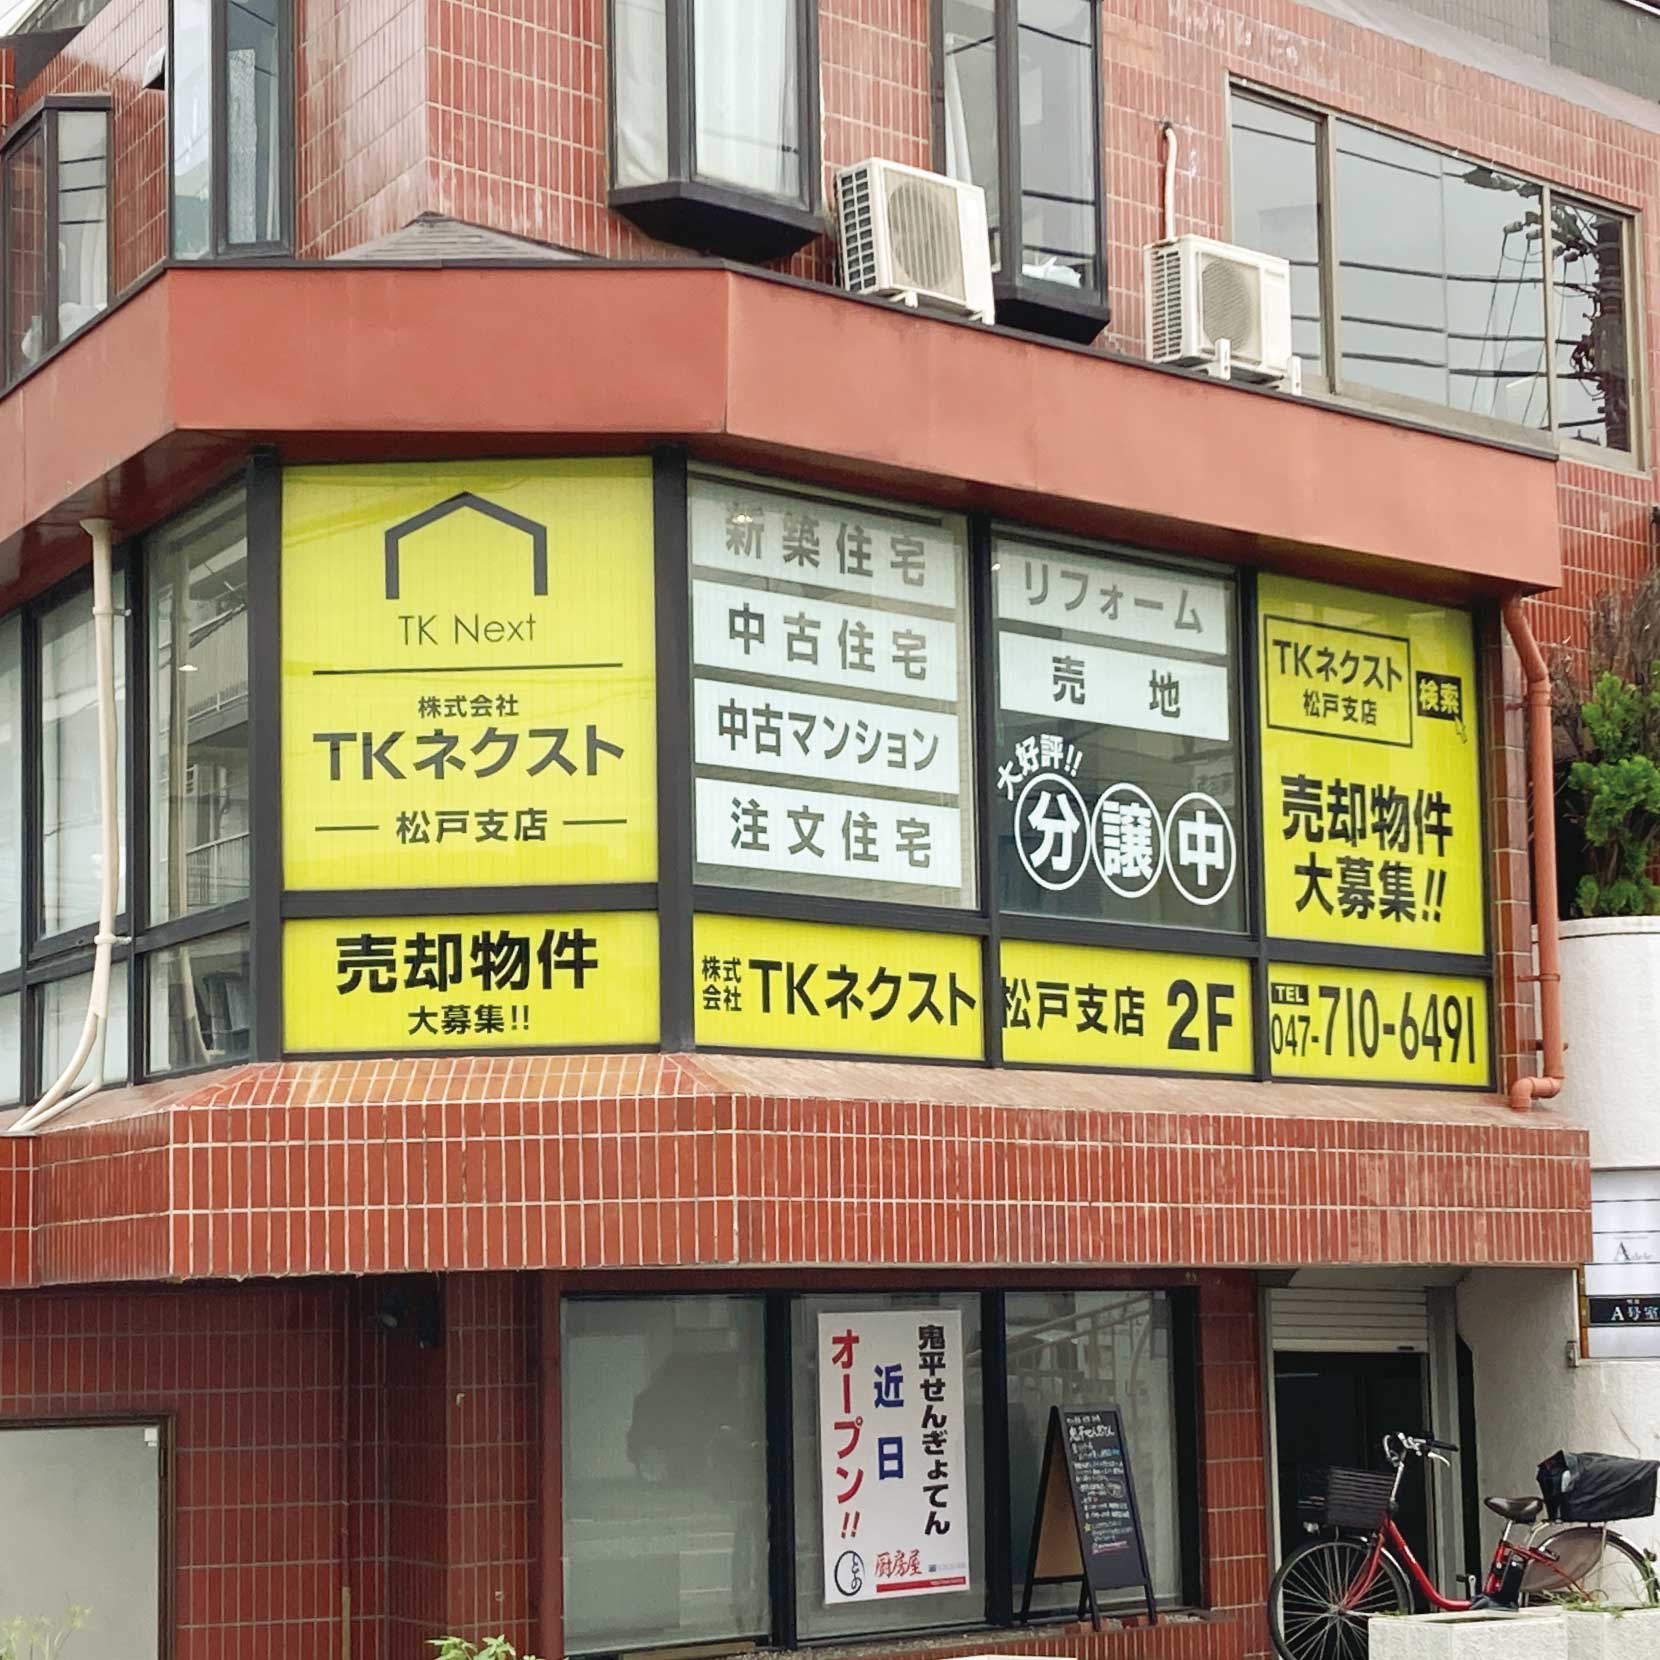 TK Next
株式会社
TKネクスト
松戸支店
売却物件
大募集!!
新築住宅
中古住宅
中古マンション
注文住宅
リフォーム
売地
大好評!!
分譲中
TKネクスト
松戸支店
検索
売却物件
大募集!!
株式会社
TKネクスト
松戸支店 2F
TEL
047-710-6491
鬼平せんぎょてん
近日
オープン!!
厨房屋
A号室